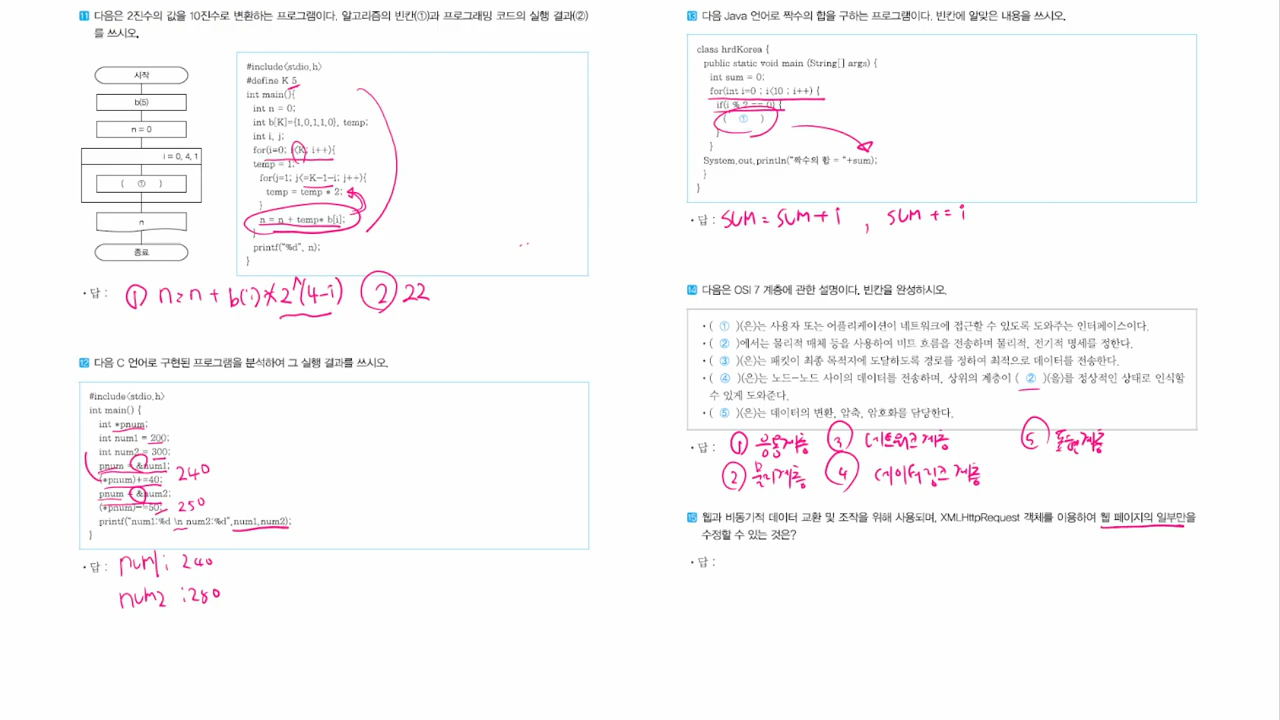 11 다음은 2진수의 값을 10진수로 변환하는 프로그램이다. 알고리즘의 빈칸(①)과 프로그래밍 코드의 실행 결과(②)
를 쓰시오.
시작
b(5)
n = 0
i = 0, 4, 1
( ① )
n
종료
#include<stdio.h>
#define K 5
int main(){
int n = 0;
int b[K]={1,0,1,1,0}, temp;
int i, j;
for(i=0; i<K; i++){
temp = 1;
for(j=1; j<=K-1-i; j++){
temp = temp * 2;
}
n = n + temp* b[i];
}
printf("%d", n);
}
• 답 : ① n = n + b(i)*2^(4-i) ② 22
12 다음 C 언어로 구현된 프로그램을 분석하여 그 실행 결과를 쓰시오.
#include<stdio.h>
int main() {
int *pnum;
int num1 = 200;
int num2 = 300;
pnum = &num1;
(*pnum)+=40; 240
pnum = &num2;
(*pnum)-=50; 250
printf("num1:%d \n num2:%d",num1,num2);
}
• 답 : num1 : 240
num2 : 250
13 다음 Java 언어로 짝수의 합을 구하는 프로그램이다. 빈칸에 알맞은 내용을 쓰시오.
class hrdKorea {
public static void main (String[] args) {
int sum = 0;
for(int i=0 ; i<10 ; i++) {
if(i % 2 == 0) {
( ① )
}
}
System.out.println("짝수의 합 = "+sum);
}
}
• 답 : sum = sum + i , sum += i
14 다음은 OSI 7 계층에 관한 설명이다. 빈칸을 완성하시오.
• ( ① )(은)는 사용자 또는 어플리케이션이 네트워크에 접근할 수 있도록 도와주는 인터페이스이다.
• ( ② )에서는 물리적 매체 등을 사용하여 비트 흐름을 전송하며 물리적, 전기적 명세를 정한다.
• ( ③ )(은)는 패킷이 최종 목적지에 도달하도록 경로를 정하여 최적으로 데이터를 전송한다.
• ( ④ )(은)는 노드-노드 사이의 데이터를 전송하며, 상위의 계층이 ( ② )(을)를 정상적인 상태로 인식할
수 있게 도와준다.
• ( ⑤ )(은)는 데이터의 변환, 압축, 암호화를 담당한다.
• 답 : ① 응용계층 ③ 네트워크 계층 ⑤ 표현계층
② 물리계층 ④ 데이터링크 계층
15 웹과 비동기적 데이터 교환 및 조작을 위해 사용되며, XMLHttpRequest 객체를 이용하여 웹 페이지의 일부만을
수정할 수 있는 것은?
• 답 :